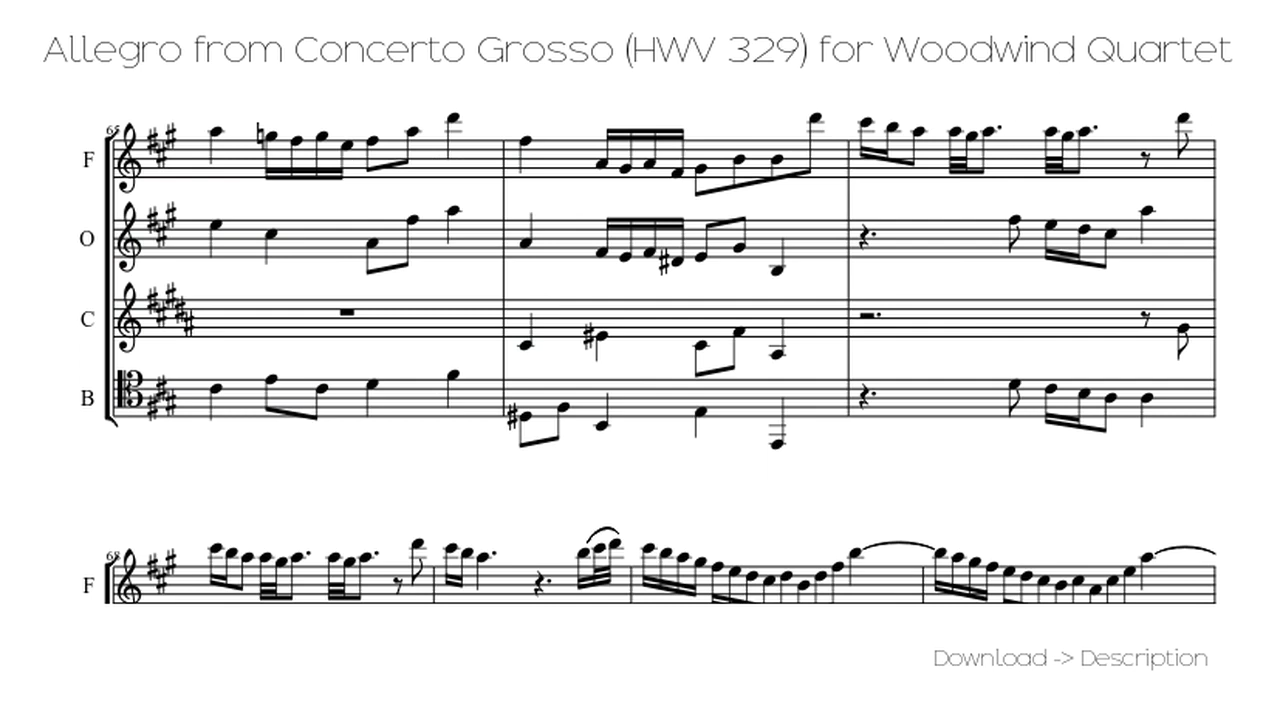 Allegro from Concerto Grosso (HWV 329) for Woodwind Quartet
65
F
O
C
B
68
F
Download -> Description